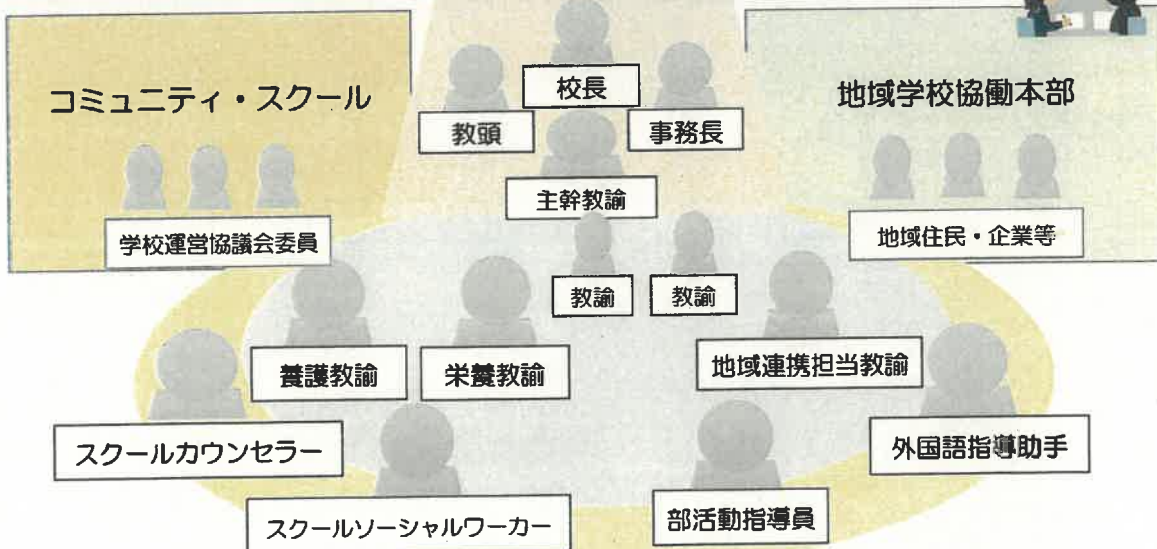 コミュニティ・スクール
学校運営協議会委員
校長
教頭
事務長
主幹教諭
地域学校協働本部
地域住民・企業等
教諭
教諭
養護教諭
栄養教諭
地域連携担当教諭
スクールカウンセラー
外国語指導助手
スクールソーシャルワーカー
部活動指導員